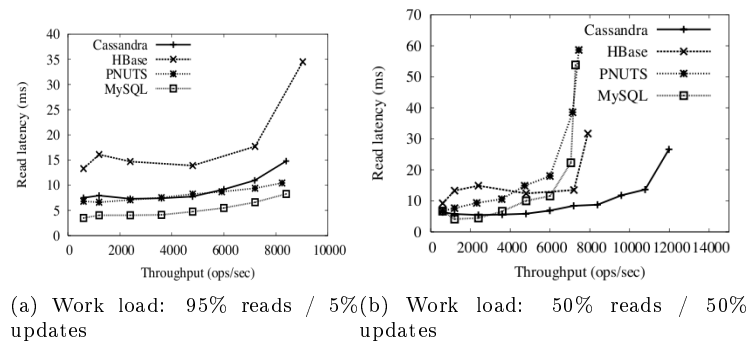 40
35
30
25
20
15
10
5
0
Read latency (ms)
Cassandra
HBase
PNUTS
MySQL
0 2000 4000 6000 8000 10000
Throughput (ops/sec)
(a) Work load: 95% reads / 5%
updates
70
60
50
40
30
20
10
0
Read latency (ms)
Cassandra
HBase
PNUTS
MySQL
0 2000 4000 6000 8000 10000 12000 14000
Throughput (ops/sec)
(b) Work load: 50% reads / 50%
updates